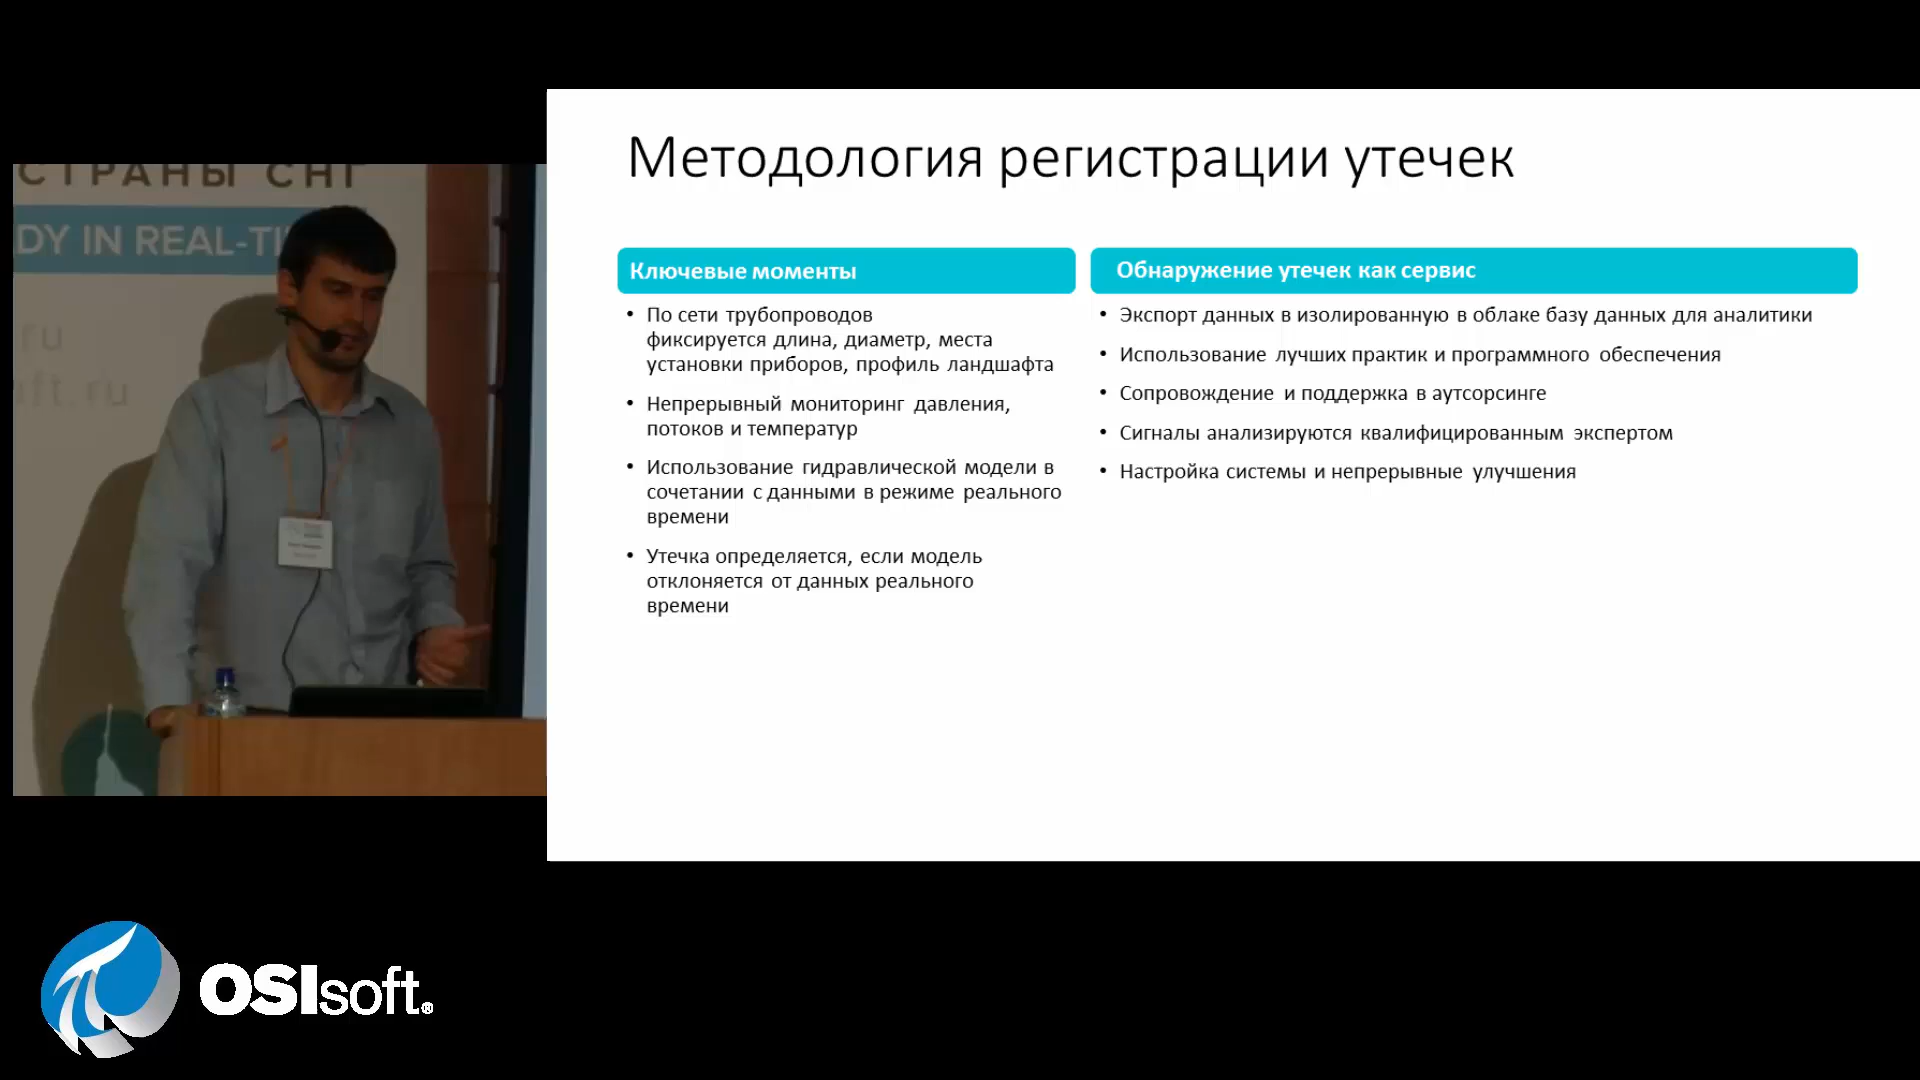 СТРАНЫ СНГ
DY IN REAL-TI
.ru
ft.ru
Методология регистрации утечек
Ключевые моменты
• По сети трубопроводов
фиксируется длина, диаметр, места
установки приборов, профиль ландшафта
• Непрерывный мониторинг давления,
потоков и температур
• Использование гидравлической модели в
сочетании с данными в режиме реального
времени
• Утечка определяется, если модель
отклоняется от данных реального
времени
Обнаружение утечек как сервис
• Экспорт данных в изолированную в облаке базу данных для аналитики
• Использование лучших практик и программного обеспечения
• Сопровождение и поддержка в аутсорсинге
• Сигналы анализируются квалифицированным экспертом
• Настройка системы и непрерывные улучшения
OSIsoft®